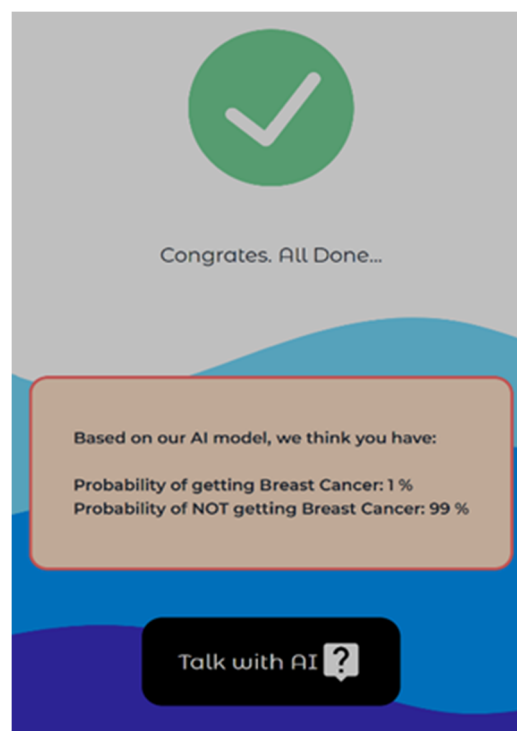 Congrates. All Done...
Based on our AI model, we think you have:
Probability of getting Breast Cancer: 1 %
Probability of NOT getting Breast Cancer: 99 %
Talk with AI ?